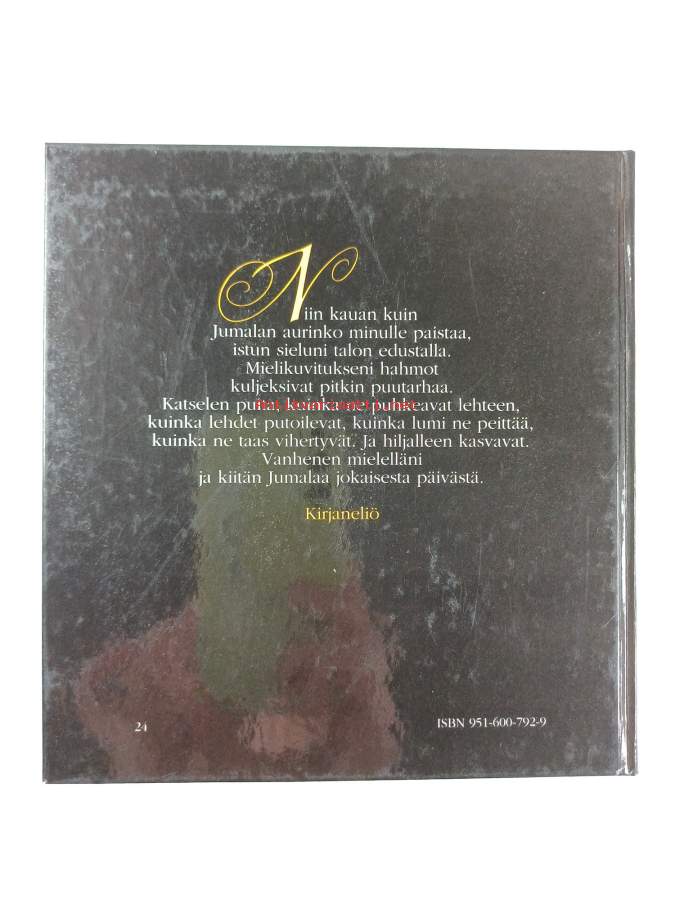 Niin kauan kuin
Jumalan aurinko minulle paistaa,
istun sieluni talon edustalla.
Mielikuvitukseni hahmot
kuljeksivat pitkin puutarhaa.
Katselen puita, kuinka ne puhkeavat lehteen,
kuinka lehdet putoilevat, kuinka lumi ne peittää,
kuinka ne taas vihertyvät. Ja hiljalleen kasvavat.
Vanhenen mielelläni
ja kiitän Jumalaa jokaisesta päivästä.
Kirjaneliö
24
ISBN 951-600-792-9